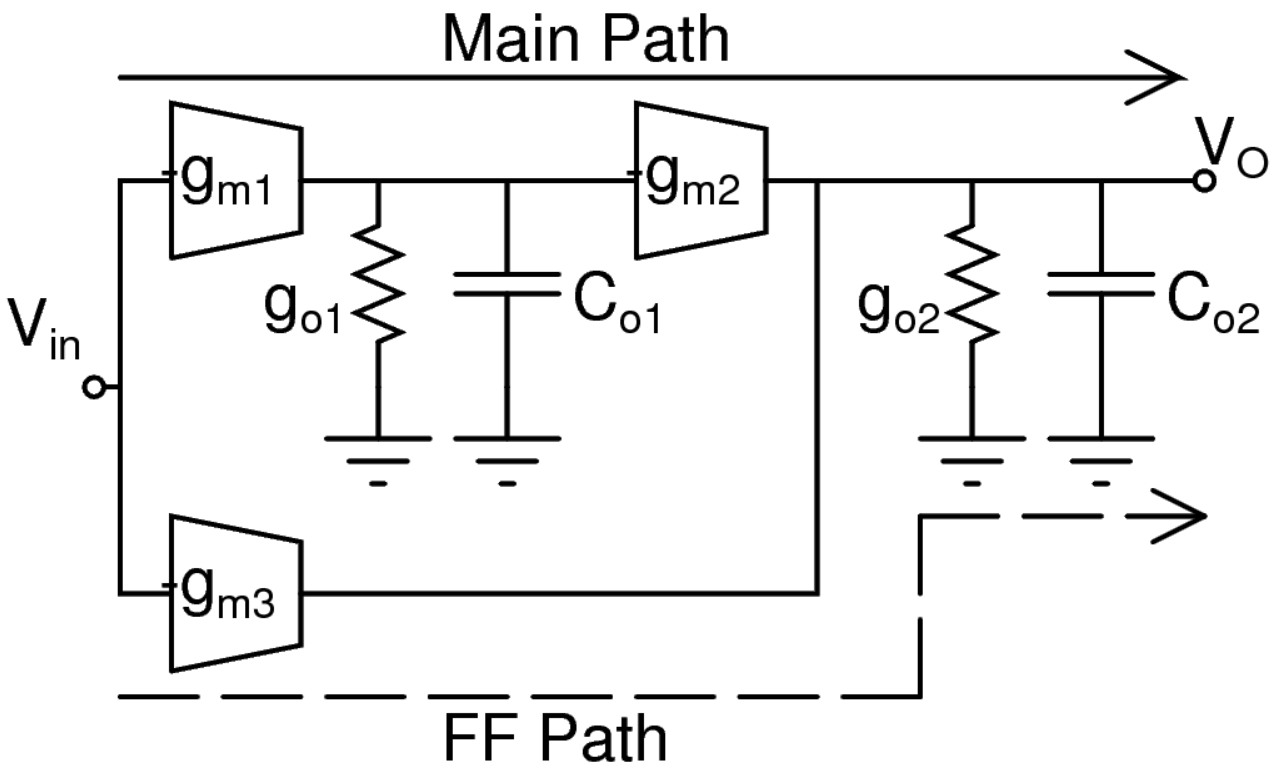 Main Path
-gm1
-gm2
VO
Vin
go1
Co1
go2
Co2
-gm3
FF Path